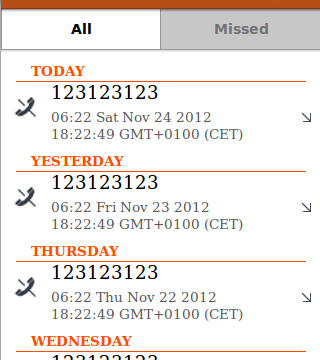 All
Missed
TODAY
123123123
06:22 Sat Nov 24 2012
18:22:49 GMT+0100 (CET)
YESTERDAY
123123123
06:22 Fri Nov 23 2012
18:22:49 GMT+0100 (CET)
THURSDAY
123123123
06:22 Thu Nov 22 2012
18:22:49 GMT+0100 (CET)
WEDNESDAY